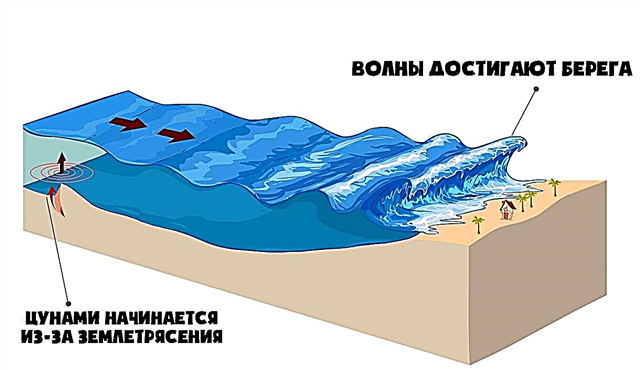 ВОЛНЫ ДОСТИГАЮТ БЕРЕГА
ЦУНАМИ НАЧИНАЕТСЯ
ИЗ-ЗА ЗЕМЛЕТРЯСЕНИЯ